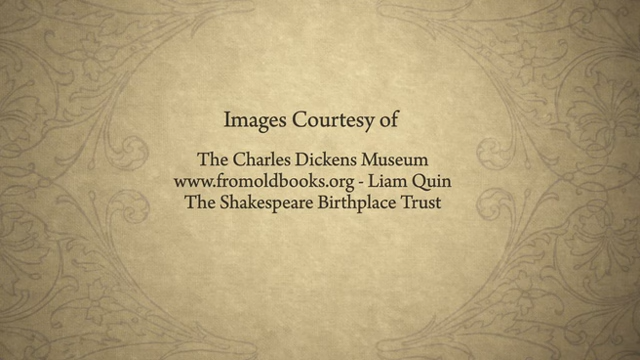 Images Courtesy of
The Charles Dickens Museum
www.fromoldbooks.org - Liam Quin
The Shakespeare Birthplace Trust